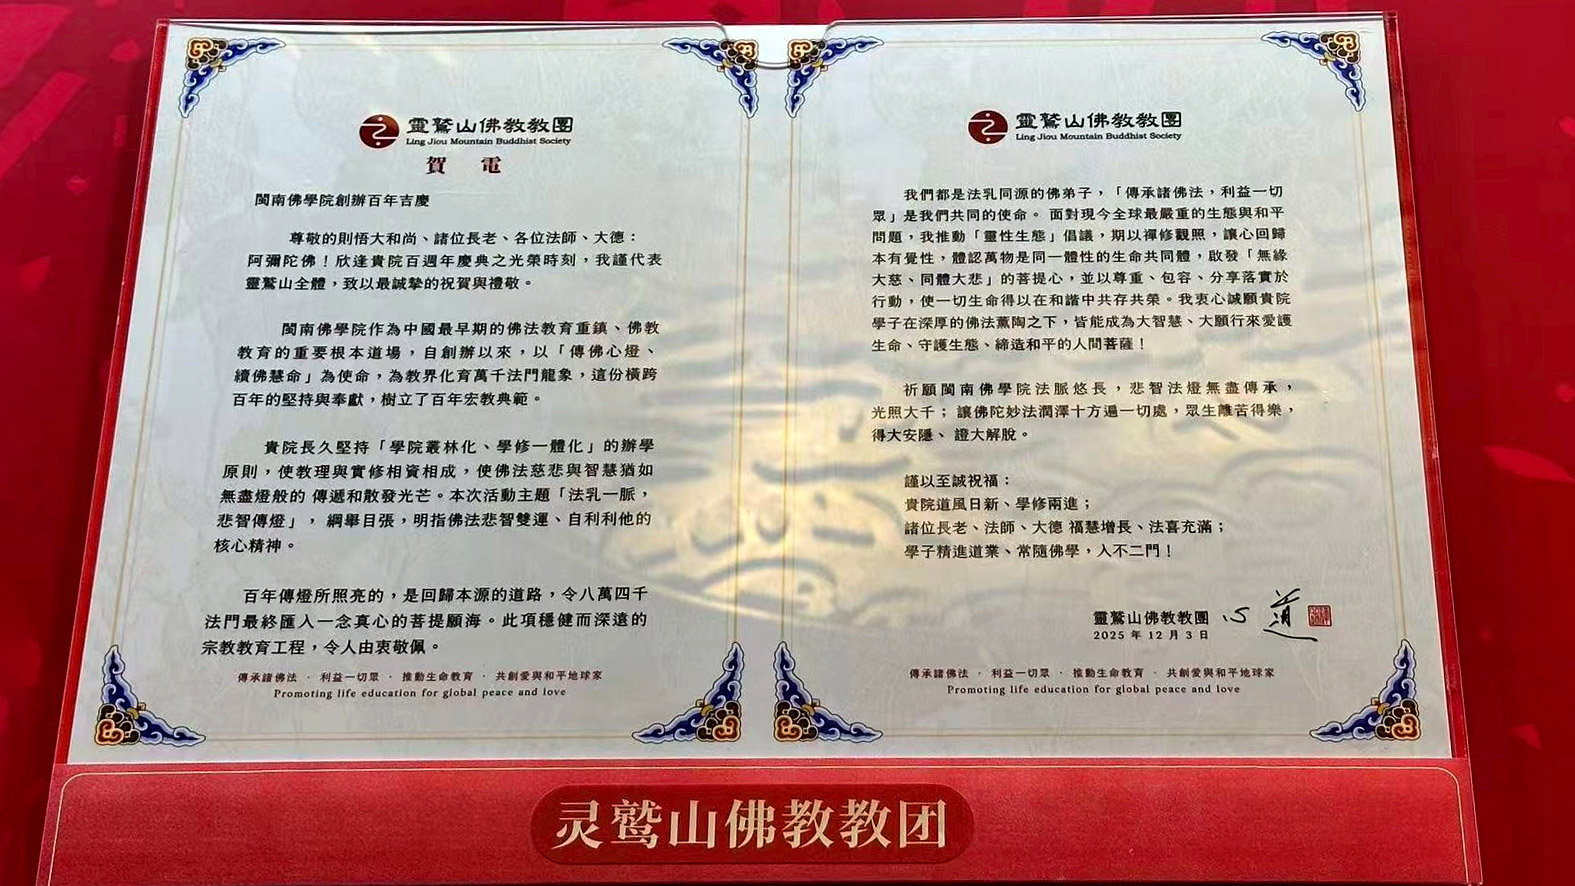 靈鷲山佛教教團
Ling Jiou Mountain Buddhist Society
賀 電
閩南佛學院創辦百年吉慶
尊敬的則悟大和尚、諸位長老、各位法師、大德：
阿彌陀佛！欣逢貴院百週年慶典之光榮時刻，我謹代表
靈鷲山全體，致以最誠摯的祝賀與禮敬。
閩南佛學院作為中國最早期的佛法教育重鎮、佛教
教育的重要根本道場，自創辦以來，以「傳佛心燈、
續佛慧命」為使命，為教界化育萬千法門龍象，這份橫跨
百年的堅持與奉獻，樹立了百年宏教典範。
貴院長久堅持「學院叢林化、學修一體化」的辦學
原則，使教理與實修相資相成，使佛法慈悲與智慧猶如
無盡燈般的 傳遞和散發光芒。本次活動主題「法乳一脈，
悲智傳燈」， 綱舉目張，明指佛法悲智雙運、自利利他的
核心精神。
百年傳燈所照亮的，是回歸本源的道路，令八萬四千
法門最終匯入一念真心的菩提願海。此項穩健而深遠的
宗教教育工程，令人由衷敬佩。
傳承諸佛法 · 利益一切眾 · 推動生命教育 · 共創愛與和平地球家
Promoting life education for global peace and love
靈鷲山佛教教團
Ling Jiou Mountain Buddhist Society
我們都是法乳同源的佛弟子，「傳承諸佛法，利益一切
眾」是我們共同的使命。 面對現今全球最嚴重的生態與和平
問題，我推動「靈性生態」倡議，期以禪修觀照，讓心回歸
本有覺性，體認萬物是同一體性的生命共同體，啟發「無緣
大慈、同體大悲」的菩提心，並以尊重、包容、分享落實於
行動，使一切生命得以在和諧中共存共榮。我衷心誠願貴院
學子在深厚的佛法薰陶之下，皆能成為大智慧、大願行來愛護
生命、守護生態、締造和平的人間菩薩！
祈願閩南佛學院法脈悠長，悲智法燈無盡傳承，
光照大千；讓佛陀妙法潤澤十方遍一切處，眾生離苦得樂，
得大安隱、 證大解脫。
謹以至誠祝福：
貴院道風日新、學修兩進；
諸位長老、法師、大德 福慧增長、法喜充滿；
學子精進道業、常隨佛學，入不二門！
靈鷲山佛教教團 心道
2025 年 12 月 3 日
傳承諸佛法 · 利益一切眾 · 推動生命教育 · 共創愛與和平地球家
Promoting life education for global peace and love
灵鹫山佛教教团